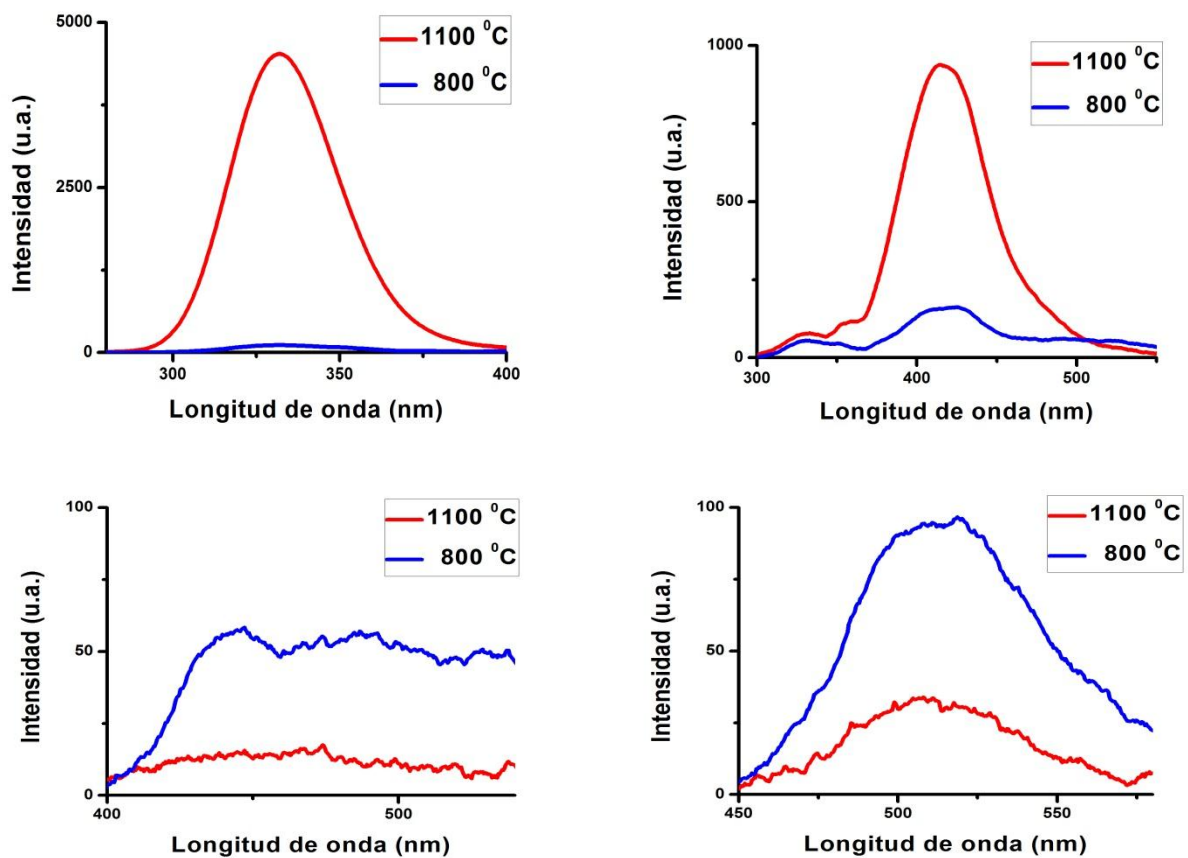 5000
2500
0
300
350
400
Intensidad (u.a.)
Longitud de onda (nm)
1100 ⁰C
800 ⁰C
1000
500
0
300
400
500
Intensidad (u.a.)
Longitud de onda (nm)
1100 ⁰C
800 ⁰C
100
50
0
400
500
Intensidad (u.a.)
Longitud de onda (nm)
1100 ⁰C
800 ⁰C
100
50
0
450
500
550
Intensidad (u.a.)
Longitud de onda (nm)
1100 ⁰C
800 ⁰C